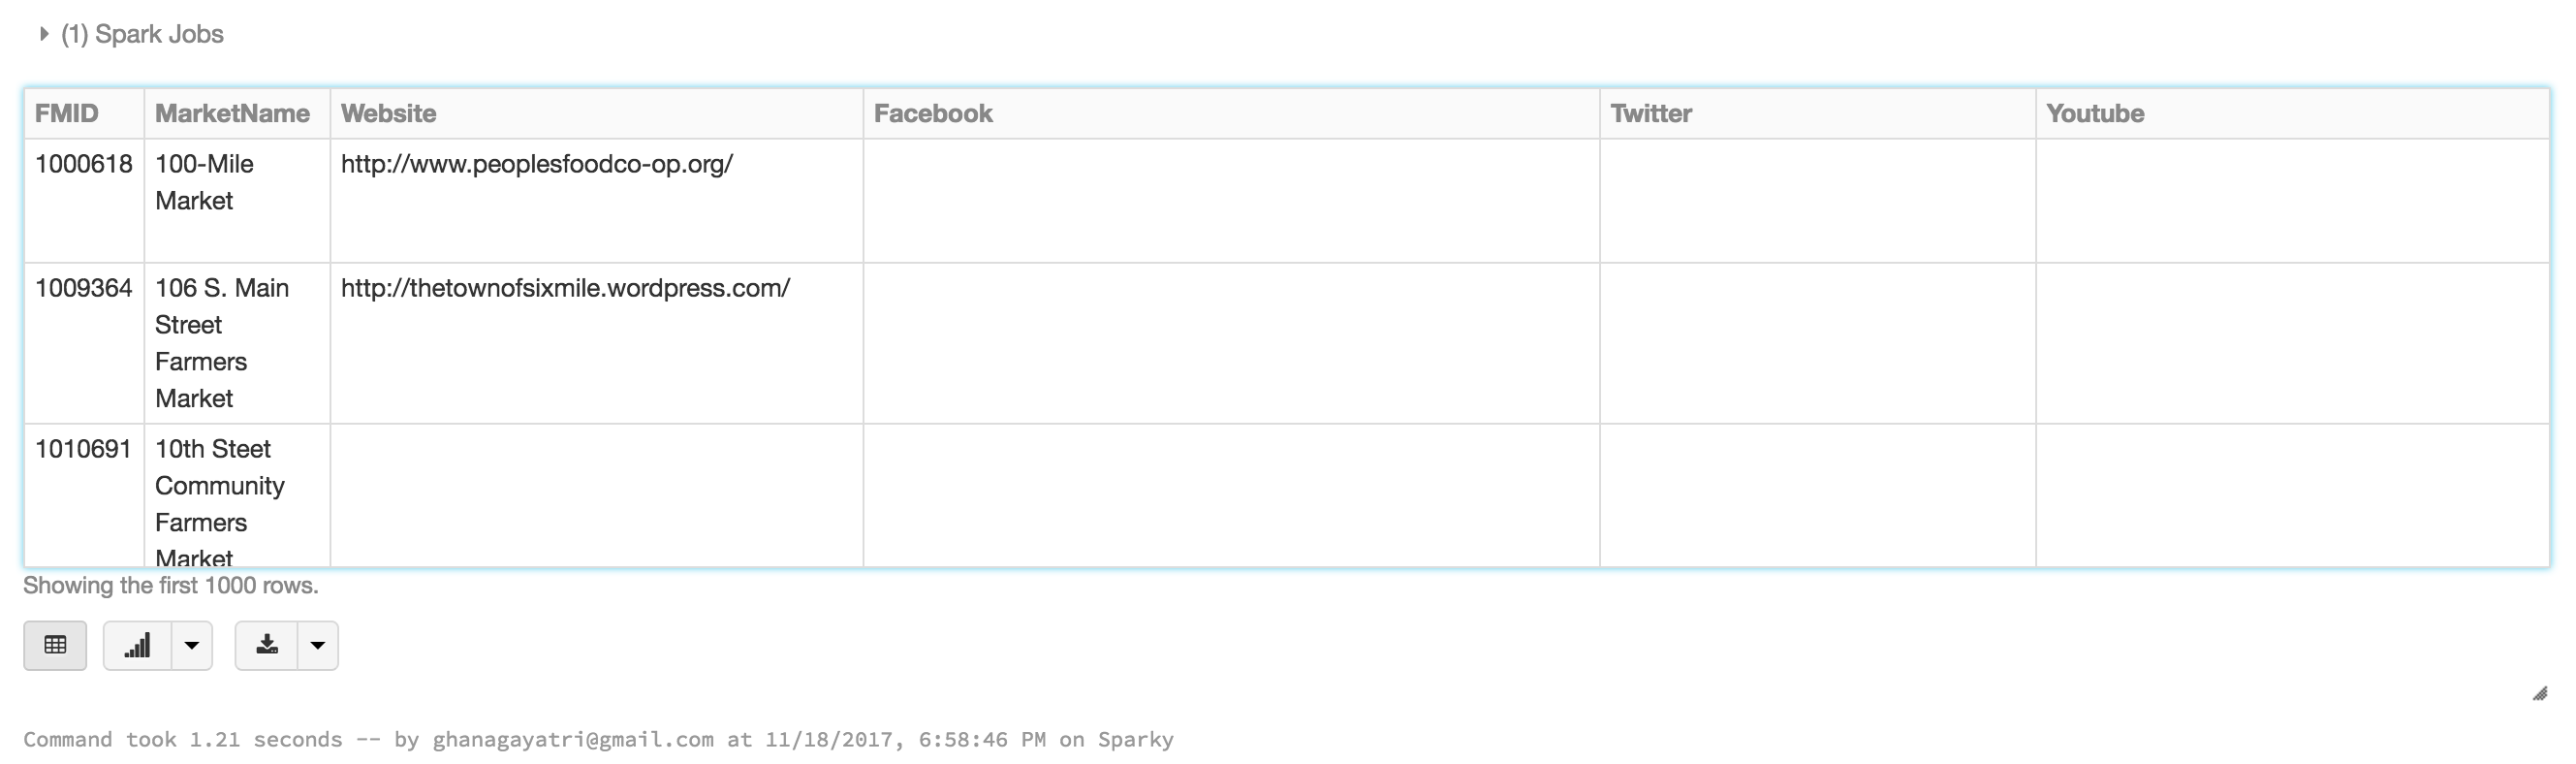 (1) Spark Jobs
FMID MarketName Website Facebook Twitter Youtube
1000618 100-Mile http://www.peoplesfoodco-op.org/
Market
1009364 106 S. Main http://thetownofsixmile.wordpress.com/
Street
Farmers
Market
1010691 10th Steet
Community
Farmers
Market
Showing the first 1000 rows.
Command took 1.21 seconds -- by ghanagayatri@gmail.com at 11/18/2017, 6:58:46 PM on Sparky